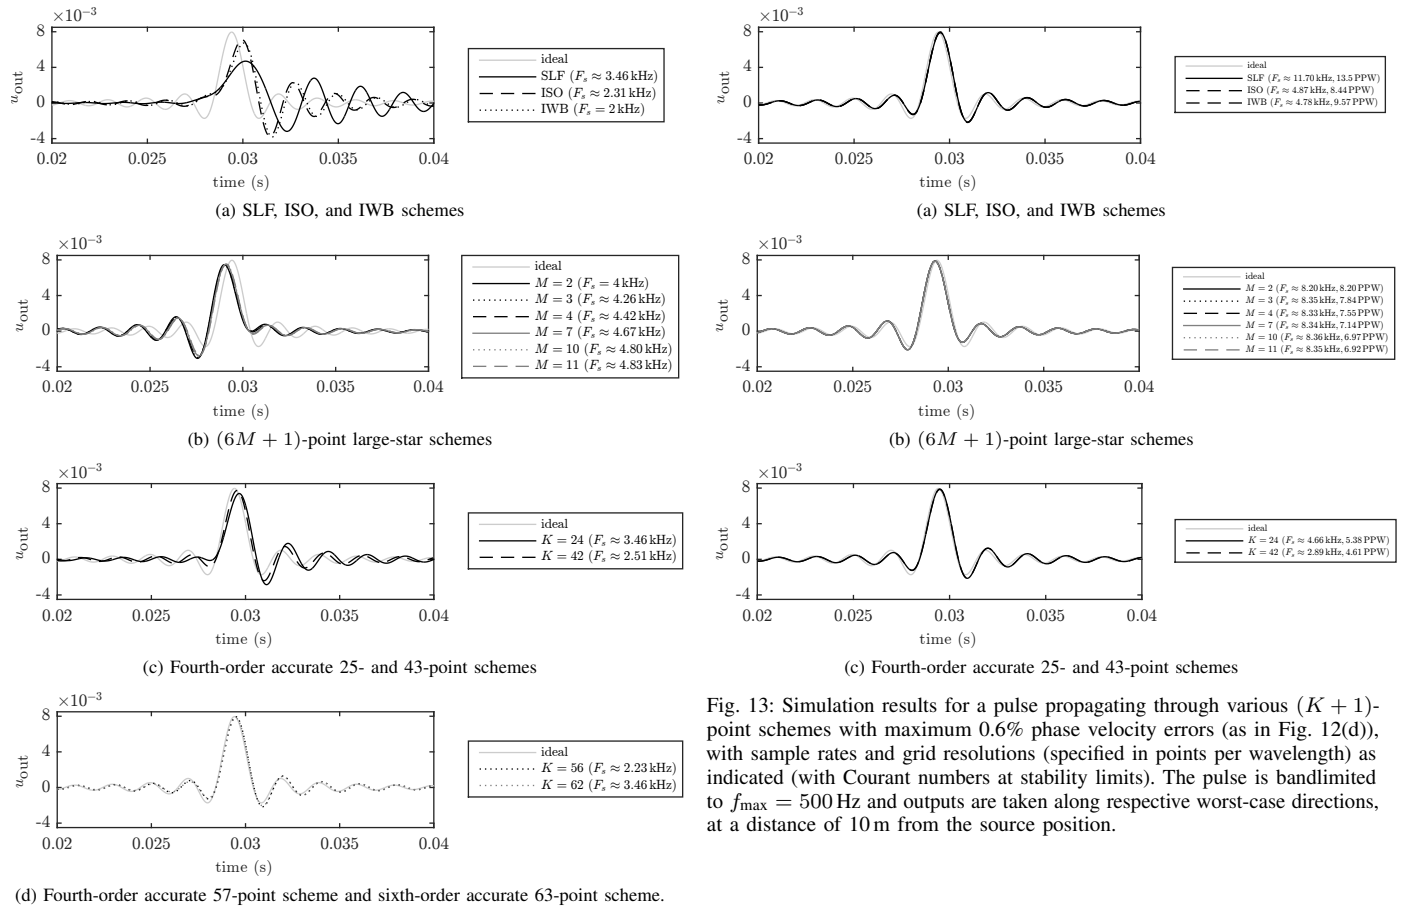 ×10⁻³
8
4
0
-4
u_out
0.02 0.025 0.03 0.035 0.04
time (s)
ideal
SLF (F_s ≈ 3.46 kHz)
ISO (F_s ≈ 2.31 kHz)
IWB (F_s = 2 kHz)
(a) SLF, ISO, and IWB schemes
×10⁻³
8
4
0
-4
u_out
0.02 0.025 0.03 0.035 0.04
time (s)
ideal
M = 2 (F_s = 4 kHz)
M = 3 (F_s ≈ 4.26 kHz)
M = 4 (F_s ≈ 4.42 kHz)
M = 7 (F_s ≈ 4.67 kHz)
M = 10 (F_s ≈ 4.80 kHz)
M = 11 (F_s ≈ 4.83 kHz)
(b) (6M + 1)-point large-star schemes
×10⁻³
8
4
0
-4
u_out
0.02 0.025 0.03 0.035 0.04
time (s)
ideal
K = 24 (F_s ≈ 3.46 kHz)
K = 42 (F_s ≈ 2.51 kHz)
(c) Fourth-order accurate 25- and 43-point schemes
×10⁻³
8
4
0
-4
u_out
0.02 0.025 0.03 0.035 0.04
time (s)
ideal
K = 56 (F_s ≈ 2.23 kHz)
K = 62 (F_s ≈ 3.46 kHz)
(d) Fourth-order accurate 57-point scheme and sixth-order accurate 63-point scheme.
×10⁻³
8
4
0
-4
u_out
0.02 0.025 0.03 0.035 0.04
time (s)
ideal
SLF (F_s ≈ 11.70 kHz, 13.5 PPW)
ISO (F_s ≈ 4.87 kHz, 8.44 PPW)
IWB (F_s ≈ 4.78 kHz, 9.57 PPW)
(a) SLF, ISO, and IWB schemes
×10⁻³
8
4
0
-4
u_out
0.02 0.025 0.03 0.035 0.04
time (s)
ideal
M = 2 (F_s ≈ 8.20 kHz, 8.20 PPW)
M = 3 (F_s ≈ 8.35 kHz, 7.84 PPW)
M = 4 (F_s ≈ 8.33 kHz, 7.55 PPW)
M = 7 (F_s ≈ 8.34 kHz, 7.14 PPW)
M = 10 (F_s ≈ 8.36 kHz, 6.97 PPW)
M = 11 (F_s ≈ 8.35 kHz, 6.92 PPW)
(b) (6M + 1)-point large-star schemes
×10⁻³
8
4
0
-4
u_out
0.02 0.025 0.03 0.035 0.04
time (s)
ideal
K = 24 (F_s ≈ 4.66 kHz, 5.38 PPW)
K = 42 (F_s ≈ 2.89 kHz, 4.61 PPW)
(c) Fourth-order accurate 25- and 43-point schemes
Fig. 13: Simulation results for a pulse propagating through various (K + 1)-
point schemes with maximum 0.6% phase velocity errors (as in Fig. 12(d)),
with sample rates and grid resolutions (specified in points per wavelength) as
indicated (with Courant numbers at stability limits). The pulse is bandlimited
to f_max = 500 Hz and outputs are taken along respective worst-case directions,
at a distance of 10 m from the source position.